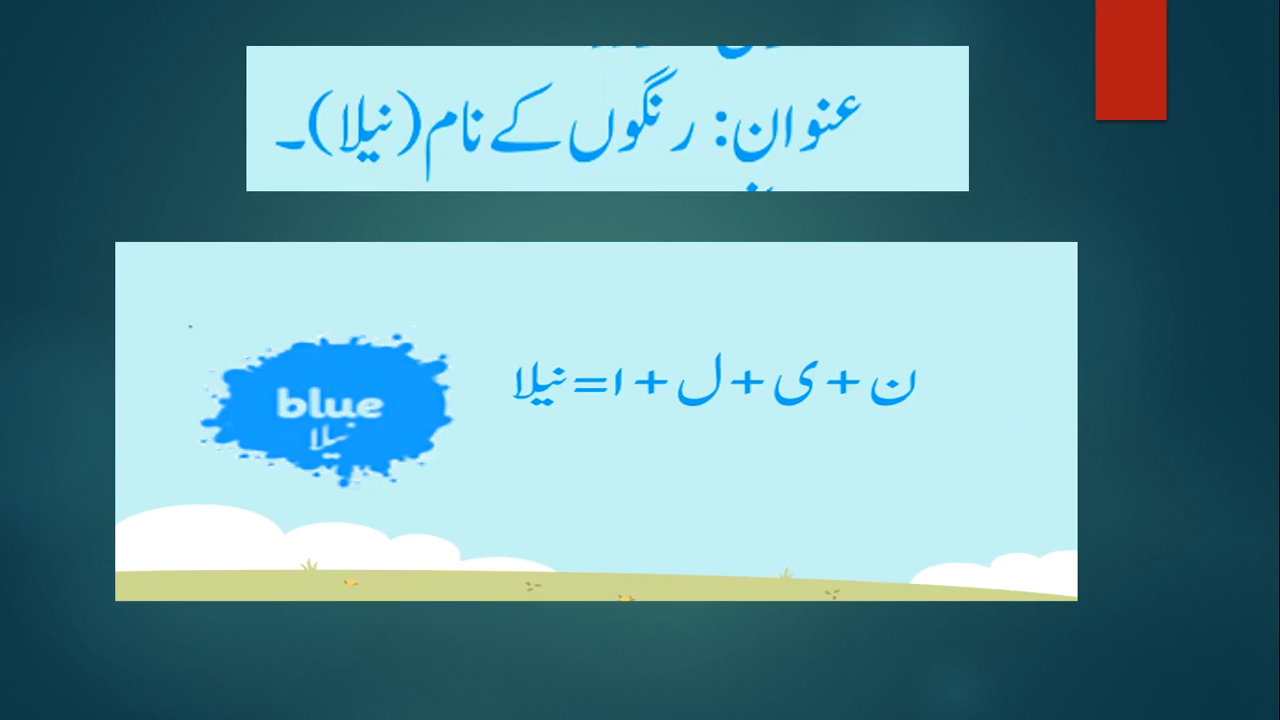 عنوان: رنگوں کے نام (نیلا)۔
ن + ی + ل + ا = نیلا
blue
نیلا